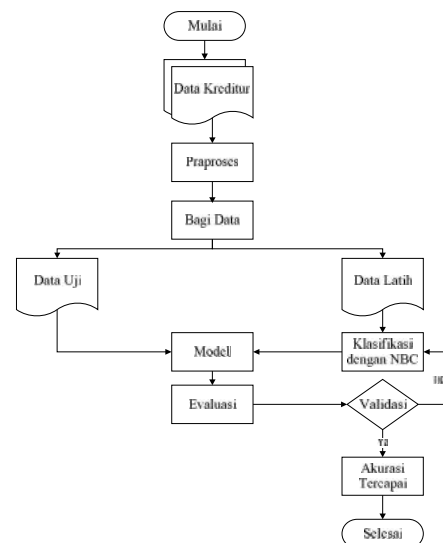 Mulai
Data Kreditur
Praproses
Bagi Data
Data Uji
Data Latih
Model
Klasifikasi
dengan NBC
Evaluasi
Validasi
Ya
Akurasi
Tercapai
Selesai